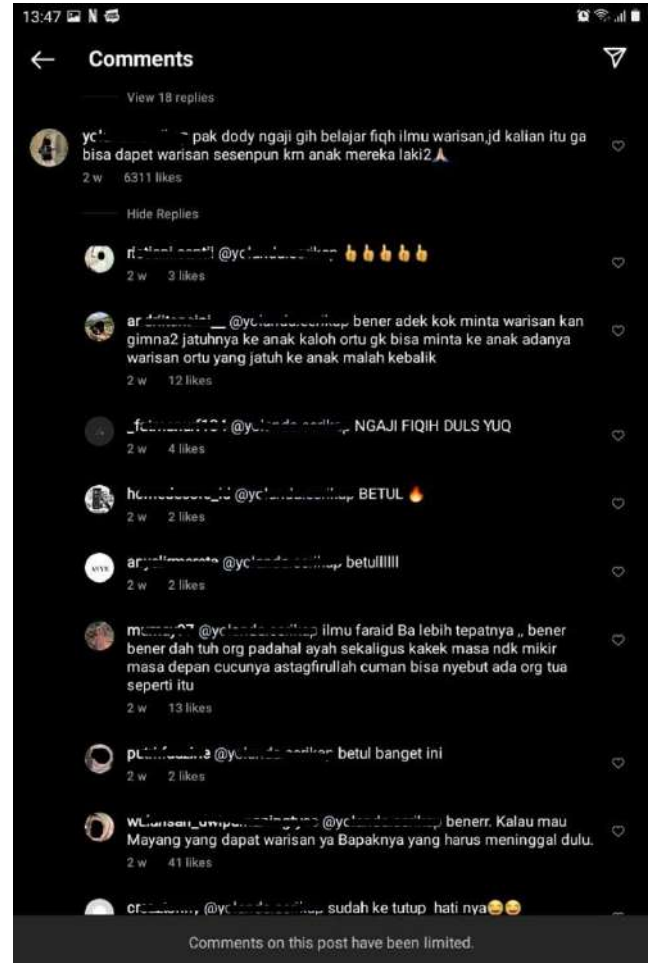 13:47
Comments
View 18 replies
pak dody ngaji gih belajar fiqh ilmu warisan,jd kalian itu ga
bisa dapet warisan sesenpun krn anak mereka laki2🙏
2 w 6311 likes
Hide Replies
👍👍👍👍👍
2 w 3 likes
bener adek kok minta warisan kan
gimna2 jatuhnya ke anak kaloh ortu gk bisa minta ke anak adanya
warisan ortu yang jatuh ke anak malah kebalik
2 w 12 likes
NGAJI FIQIH DULS YUQ
2 w 4 likes
BETUL 🔥
2 w 2 likes
betulllllll
2 w 2 likes
ilmu faraid Ba lebih tepatnya ,, bener
bener dah tuh org padahal ayah sekaligus kakek masa ndk mikir
masa depan cucunya astagfirullah cuman bisa nyebut ada org tua
seperti itu
2 w 13 likes
betul banget ini
2 w 2 likes
benerr. Kalau mau
Mayang yang dapat warisan ya Bapaknya yang harus meninggal dulu.
2 w 41 likes
sudah ke tutup hati nya😅😅
Comments on this post have been limited.